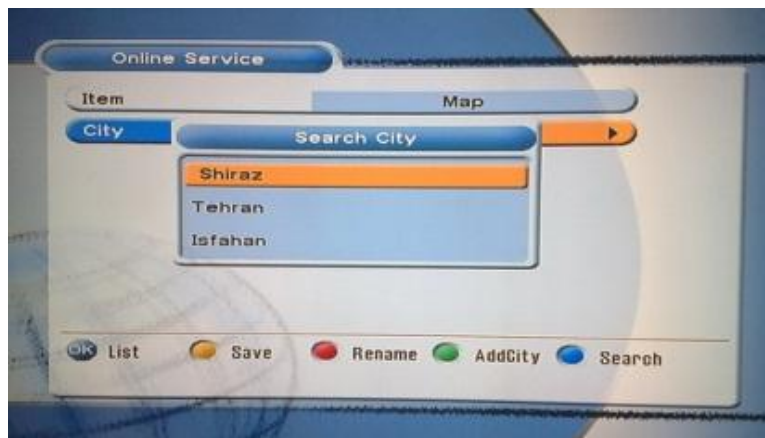 Online Service
Item Map
City
Search City
Shiraz
Tehran
Isfahan
OK List Save Rename AddCity Search